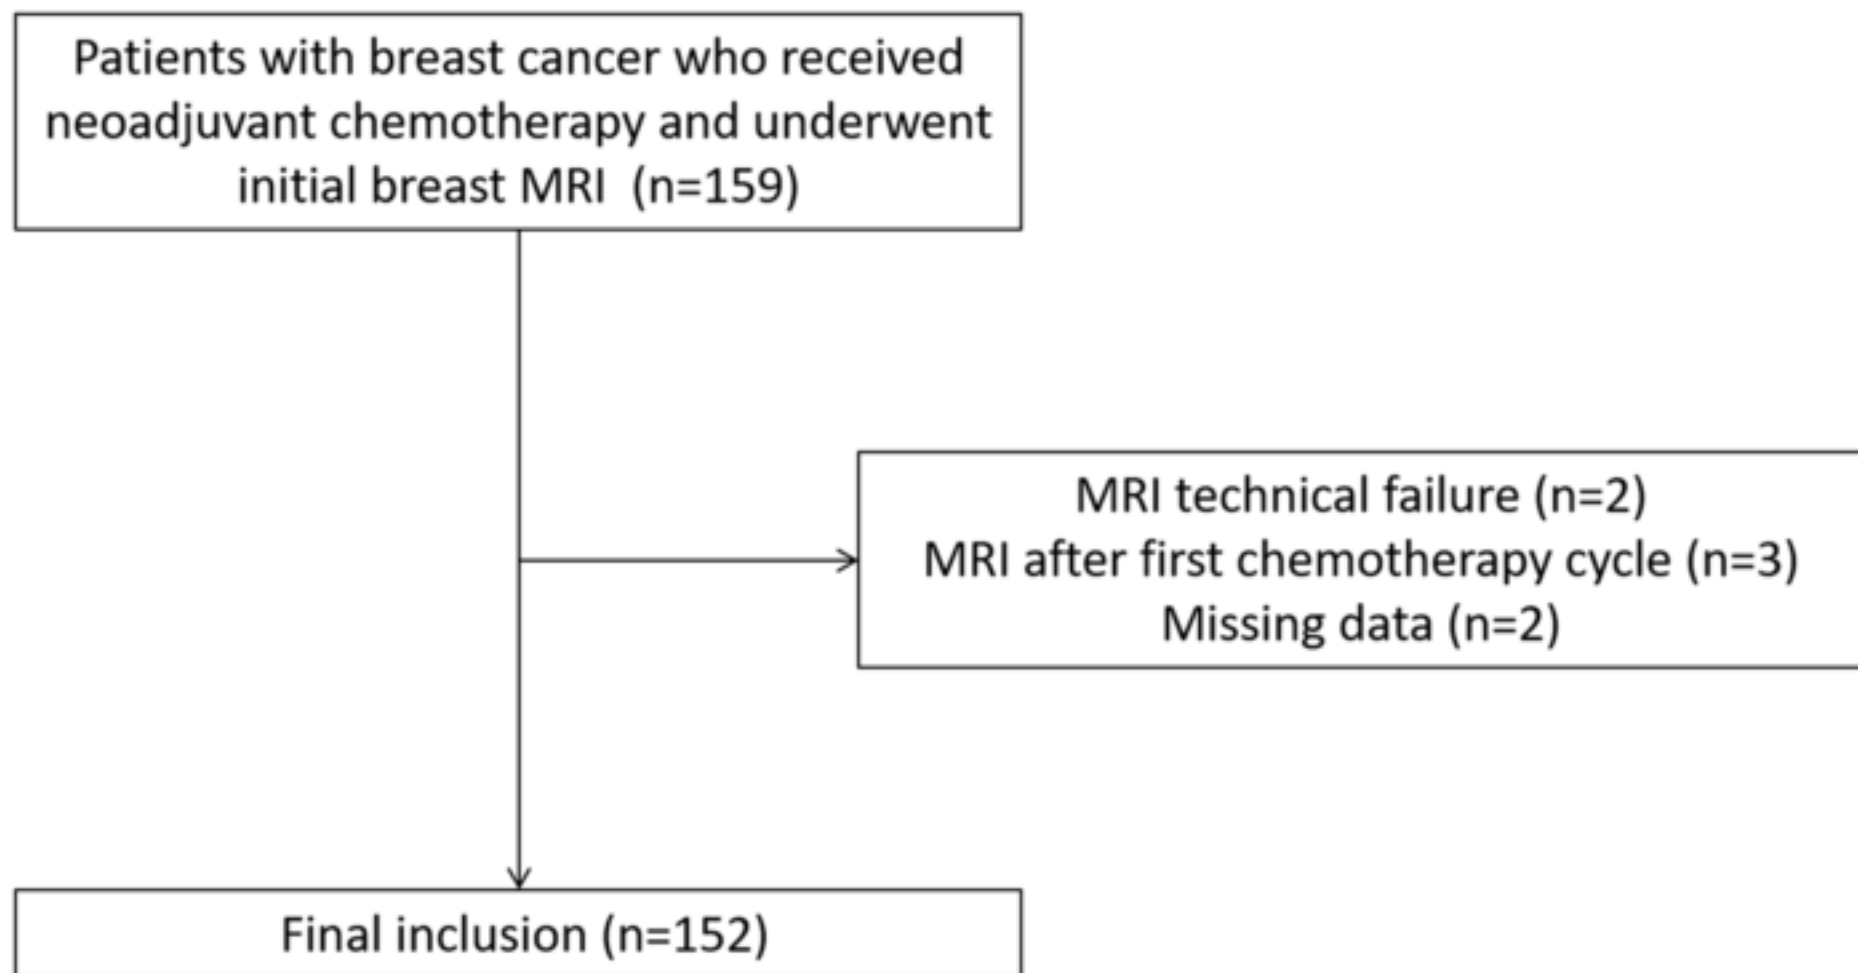 Patients with breast cancer who received
neoadjuvant chemotherapy and underwent
initial breast MRI  (n=159)
MRI technical failure (n=2)
MRI after first chemotherapy cycle (n=3)
Missing data (n=2)
Final inclusion (n=152)